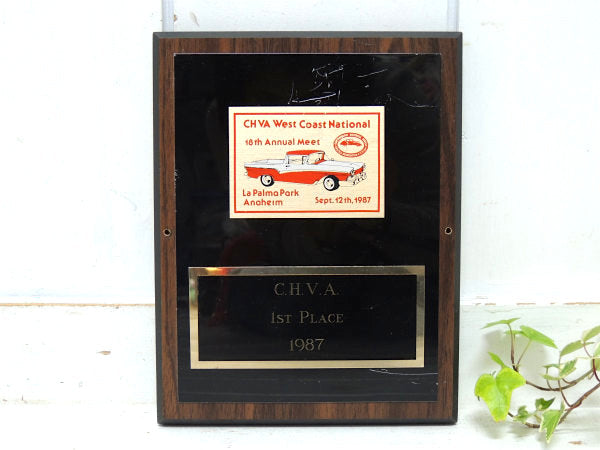 CHVA West Coast National
18th Annual Meet
La Palma Park
Anaheim
Sept. 12th, 1987
C.H.V.A.
1ST PLACE
1987